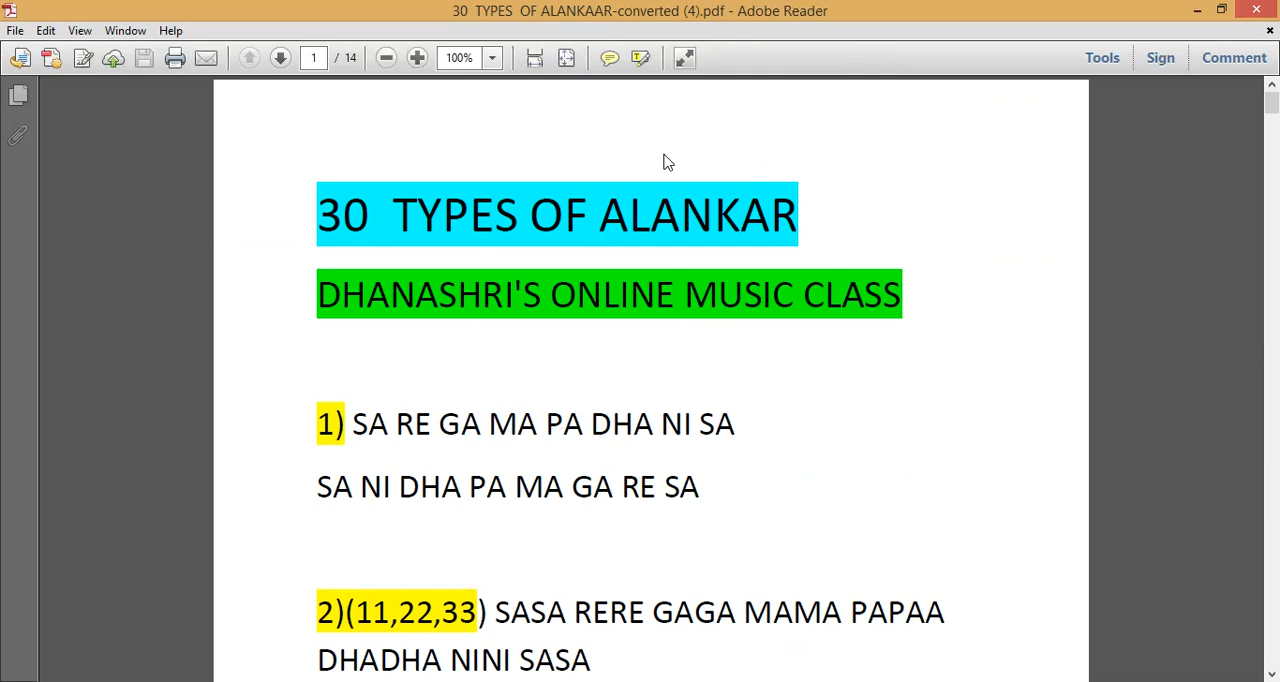 30 TYPES OF ALANKAAR-converted (4).pdf - Adobe Reader
File Edit View Window Help
1 / 14 100% Tools Sign Comment
30 TYPES OF ALANKAR
DHANASHRI'S ONLINE MUSIC CLASS
1) SA RE GA MA PA DHA NI SA
SA NI DHA PA MA GA RE SA
2)(11,22,33) SASA RERE GAGA MAMA PAPAA
DHADHA NINI SASA